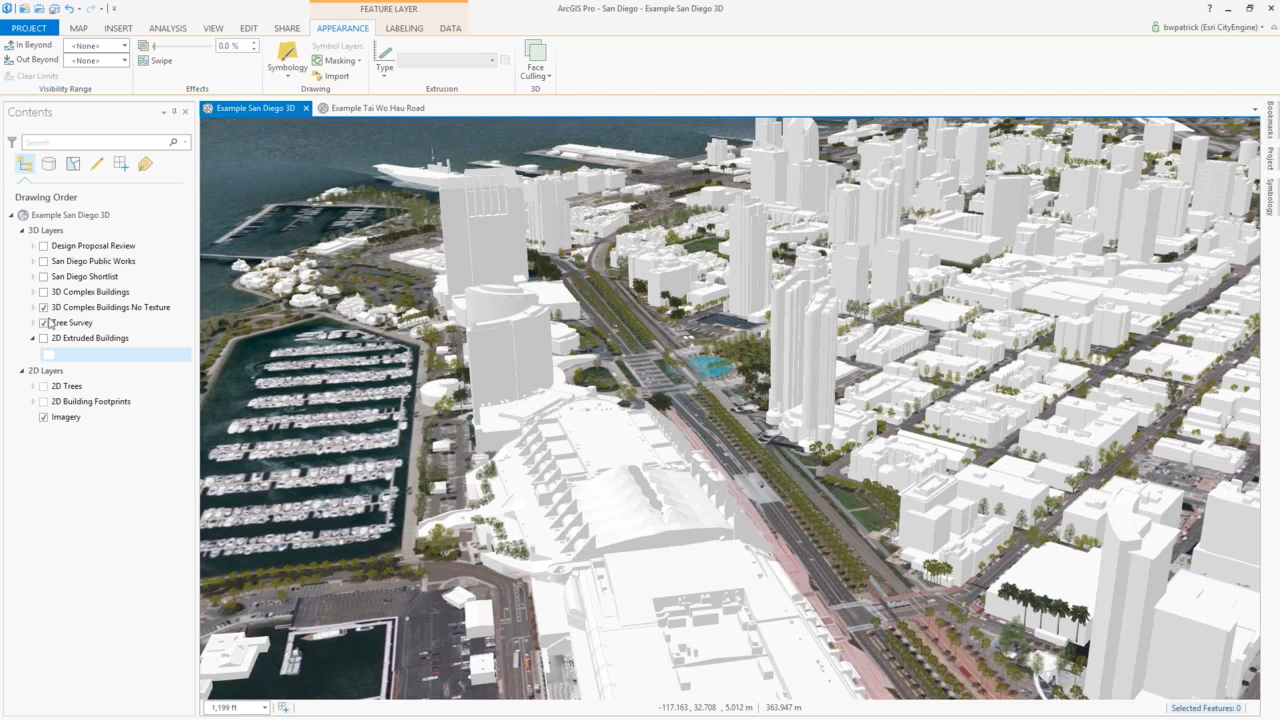 FEATURE LAYER
ArcGIS Pro - San Diego - Example San Diego 3D
PROJECT MAP INSERT ANALYSIS VIEW EDIT SHARE APPEARANCE LABELING DATA
bwpatrick (Esri CityEngine)
In Beyond <None>
Out Beyond <None>
Clear Limits
Visibility Range
0.0 %
Swipe
Effects
Symbology
Symbol Layers
Masking
Import
Drawing
Type
Extrusion
Face
Culling
3D
Contents
Search
Drawing Order
Example San Diego 3D
3D Layers
Design Proposal Review
San Diego Public Works
San Diego Shortlist
3D Complex Buildings
3D Complex Buildings No Texture
Tree Survey
2D Extruded Buildings
2D Layers
2D Trees
2D Building Footprints
Imagery
Example San Diego 3D Example Tai Wo Hau Road
Bookmarks
Project
Symbology
1,199 ft
-117.163 , 32.708 , 5.012 m 363.947 m
Selected Features: 0